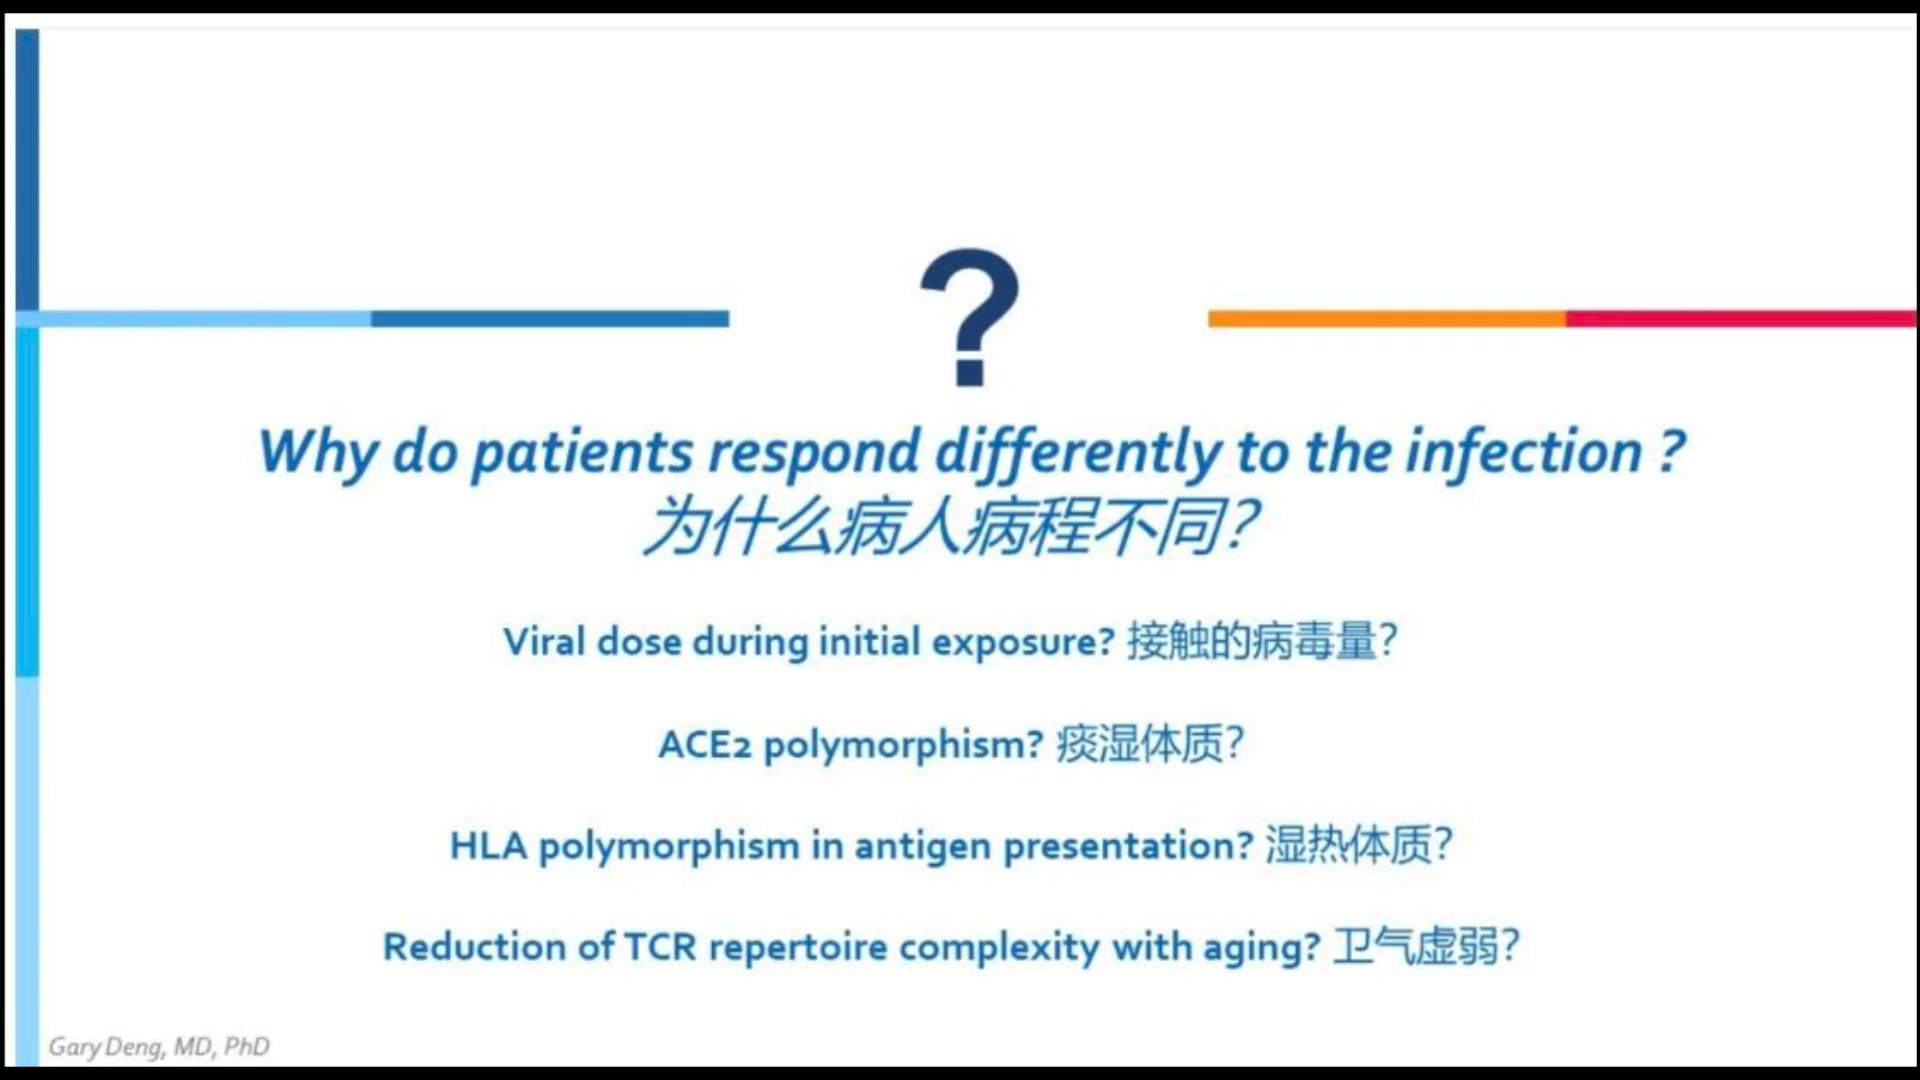 ?
Why do patients respond differently to the infection ?
为什么病人病程不同?
Viral dose during initial exposure? 接触的病毒量?
ACE2 polymorphism? 痰湿体质?
HLA polymorphism in antigen presentation? 湿热体质?
Reduction of TCR repertoire complexity with aging? 卫气虚弱?
Gary Deng, MD, PhD